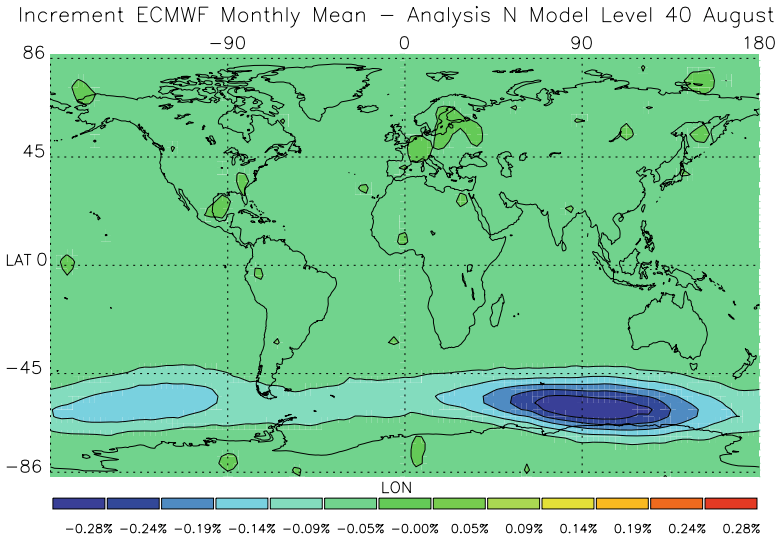 Increment ECMWF Monthly Mean – Analysis N Model Level 40 August
−90 0 90 180
86
45
LAT 0
−45
−86
LON
−0.28% −0.24% −0.19% −0.14% −0.09% −0.05% −0.00% 0.05% 0.09% 0.14% 0.19% 0.24% 0.28%